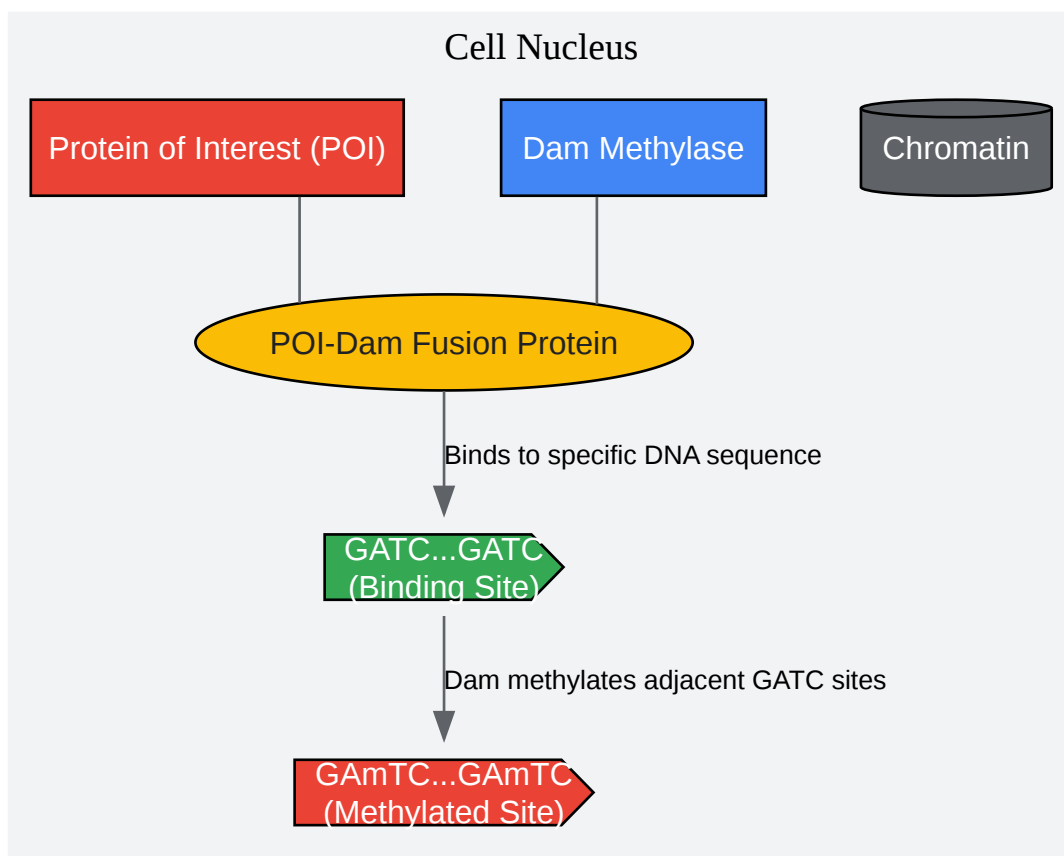 Cell Nucleus
Protein of Interest (POI)
Dam Methylase
Chromatin
POI-Dam Fusion Protein
Binds to specific DNA sequence
GATC...GATC
(Binding Site)
Dam methylates adjacent GATC sites
GAmTC...GAmTC
(Methylated Site)